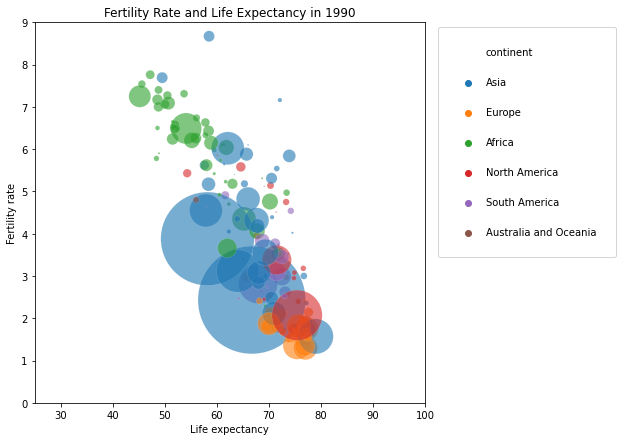 Fertility Rate and Life Expectancy in 1990
9
8
7
6
5
4
3
2
1
0
Fertility rate
30 40 50 60 70 80 90 100
Life expectancy
continent
Asia
Europe
Africa
North America
South America
Australia and Oceania